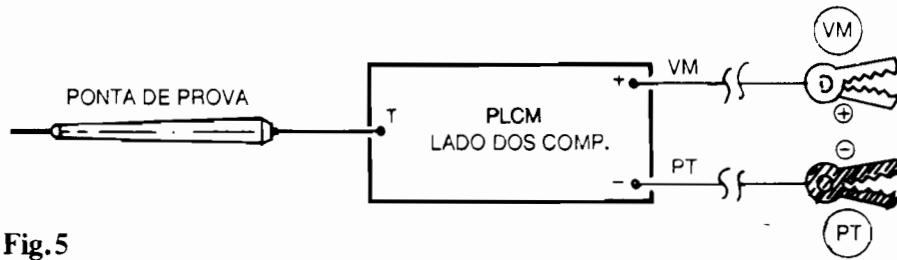 VM
PONTA DE PROVA
T
+
VM
PLCM
LADO DOS COMP.
⊕
⊖
−
PT
PT
Fig.5